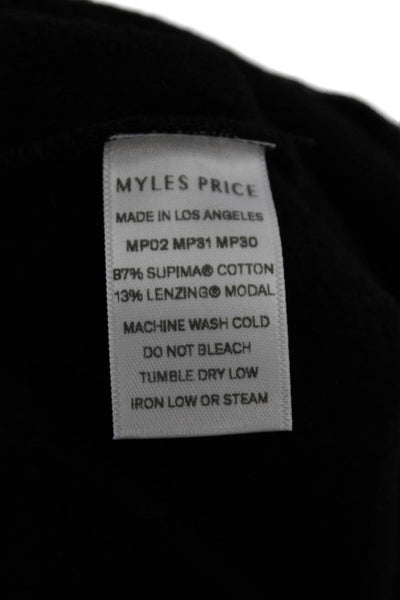 MYLES PRICE
MADE IN LOS ANGELES
MP02 MP31 MP30
87% SUPIMA® COTTON
13% LENZING® MODAL
MACHINE WASH COLD
DO NOT BLEACH
TUMBLE DRY LOW
IRON LOW OR STEAM